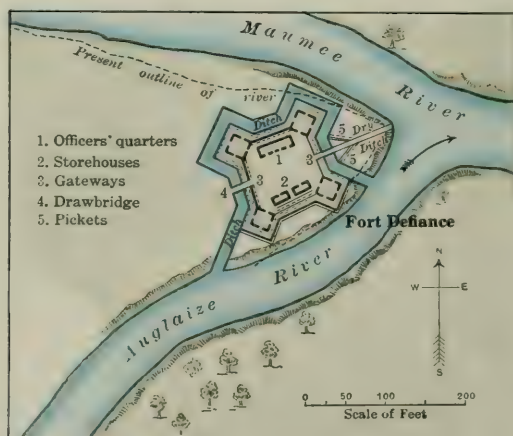 Maumee River
Present outline of river
Ditch
1. Officers' quarters
2. Storehouses
3. Gateways
4. Drawbridge
5. Pickets
5 Dry
Ditch
5
1
3
3
4
2
Ditch
Fort Defiance
Auglaize River
N
W E
S
0 50 100 200
Scale of Feet